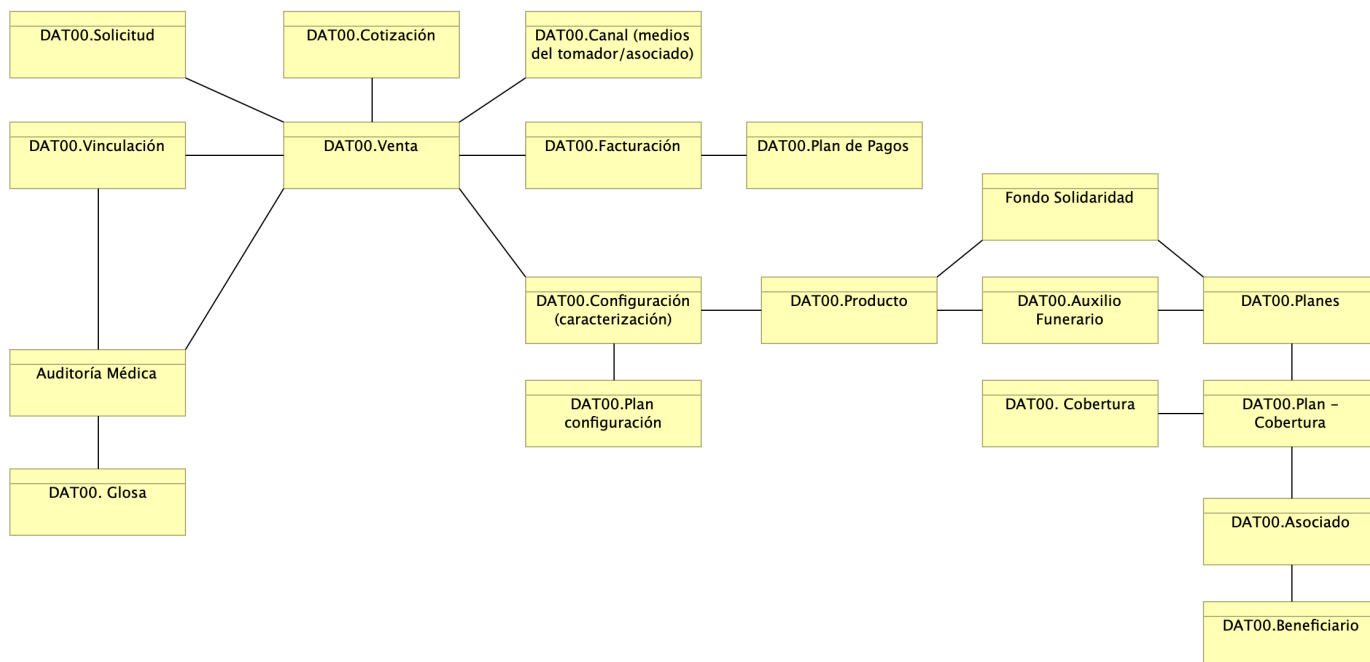 DAT00.Solicitud
DAT00.Cotización
DAT00.Canal (medios
del tomador/asociado)
DAT00.Vinculación
DAT00.Venta
DAT00.Facturación
DAT00.Plan de Pagos
Fondo Solidaridad
DAT00.Configuración
(caracterización)
DAT00.Producto
DAT00.Auxilio
Funerario
DAT00.Planes
Auditoría Médica
DAT00.Plan
configuración
DAT00. Cobertura
DAT00.Plan –
Cobertura
DAT00. Glosa
DAT00.Asociado
DAT00.Beneficiario